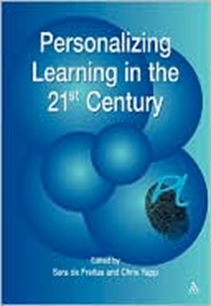 Personalizing
Learning in the
21st Century
Edited by
Sara de Freitas and Chris Yapp
PL